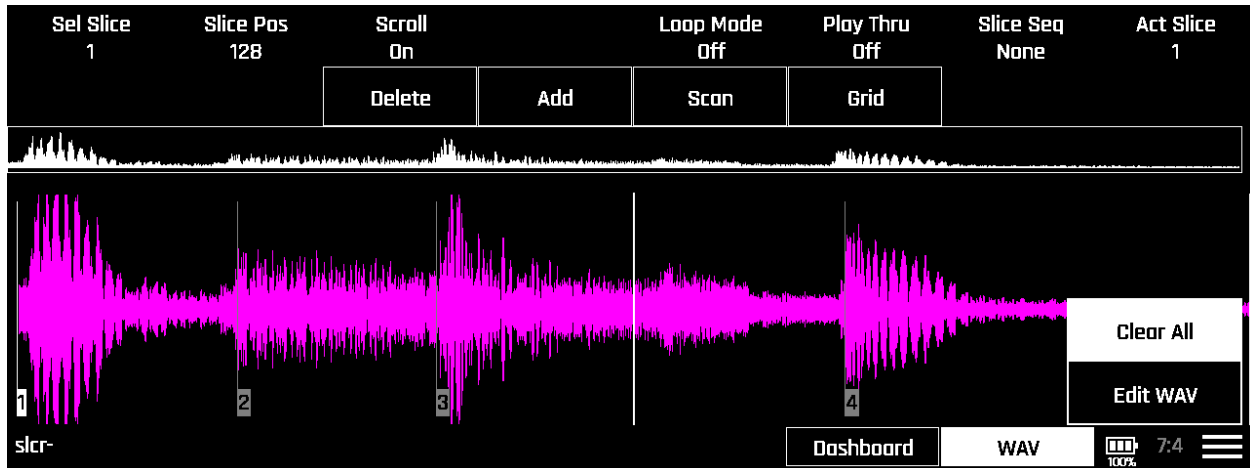 Sel Slice Slice Pos Scroll Loop Mode Play Thru Slice Seq Act Slice
1 128 On Off Off None 1
Delete Add Scan Grid
Clear All
1 2 3 4 Edit WAV
slcr- Dashboard WAV 100% 7:4